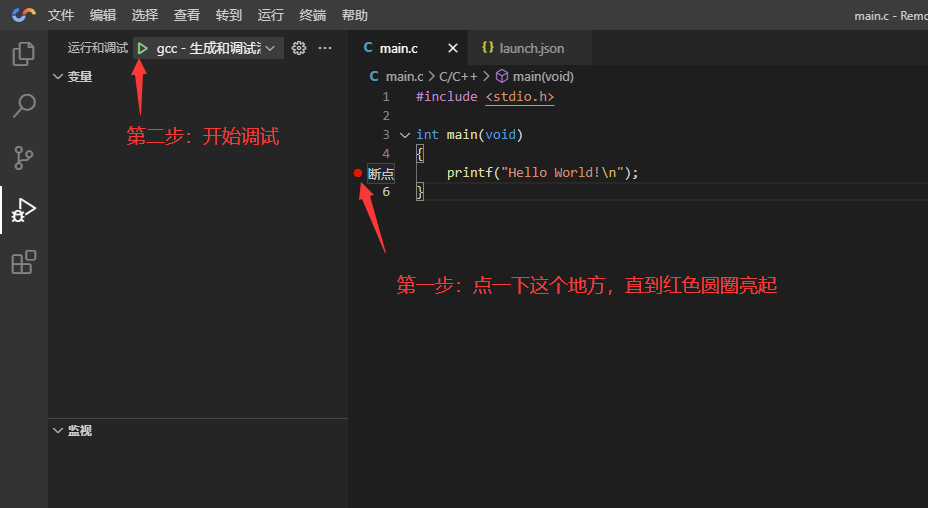 文件 编辑 选择 查看 转到 运行 终端 帮助
main.c - Remo
运行和调试 gcc - 生成和调试活
变量
第二步：开始调试
监视
main.c launch.json
main.c > C/C++ > main(void)
1 #include <stdio.h>
2
3 int main(void)
4 {
断点 printf("Hello World!\n");
6 }
第一步：点一下这个地方，直到红色圆圈亮起